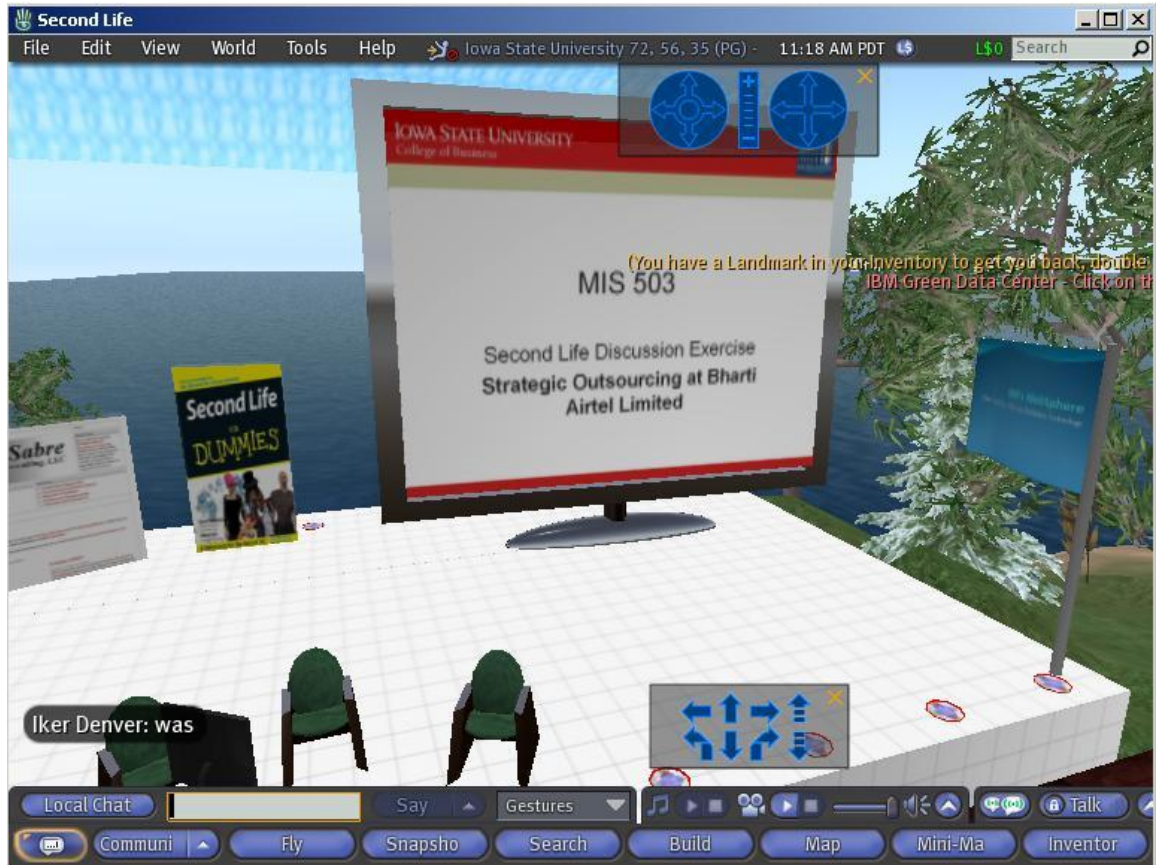 Second Life
File Edit View World Tools Help Iowa State University 72, 56, 35 (PG) - 11:18 AM PDT L$ L$0 Search
IOWA STATE UNIVERSITY
College of Business
(You have a Landmark in your Inventory to get you back, double
IBM Green Data Center - Click on th
MIS 503
Second Life Discussion Exercise
Strategic Outsourcing at Bharti
Airtel Limited
Second Life
FOR
DUMMIES
Sabre
Iker Denver: was
Local Chat Say Gestures Talk
Communi Fly Snapsho Search Build Map Mini-Ma Inventor